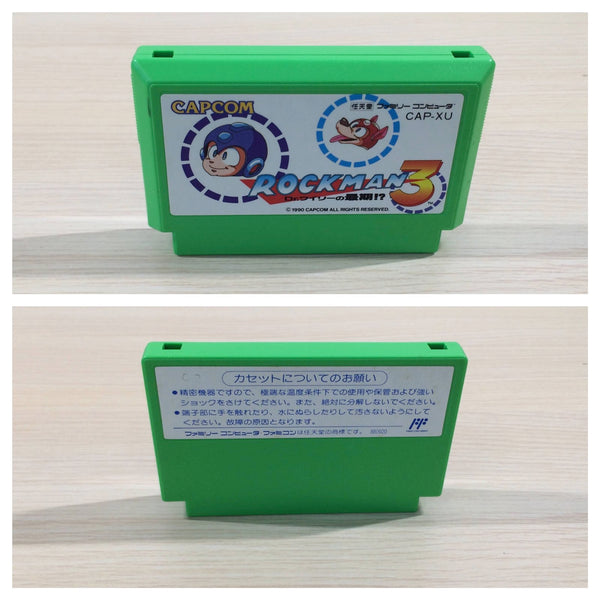 CAPCOM
任天堂 ファミリー コンピュータ™
CAP-XU
ROCKMAN 3
Dr.ワイリーの最期!?
TM
© 1990 CAPCOM ALL RIGHTS RESERVED.
カセットについてのお願い
●精密機器ですので、極端な温度条件下での使用や保管および強い
ショックをさけてください。また、絶対に分解しないでください。
●端子部に手を触れたり、水にぬらしたりして汚さないようにして
ください。故障の原因となります。
ファミリー コンピュータ・ファミコンは任天堂の商標です。
FF